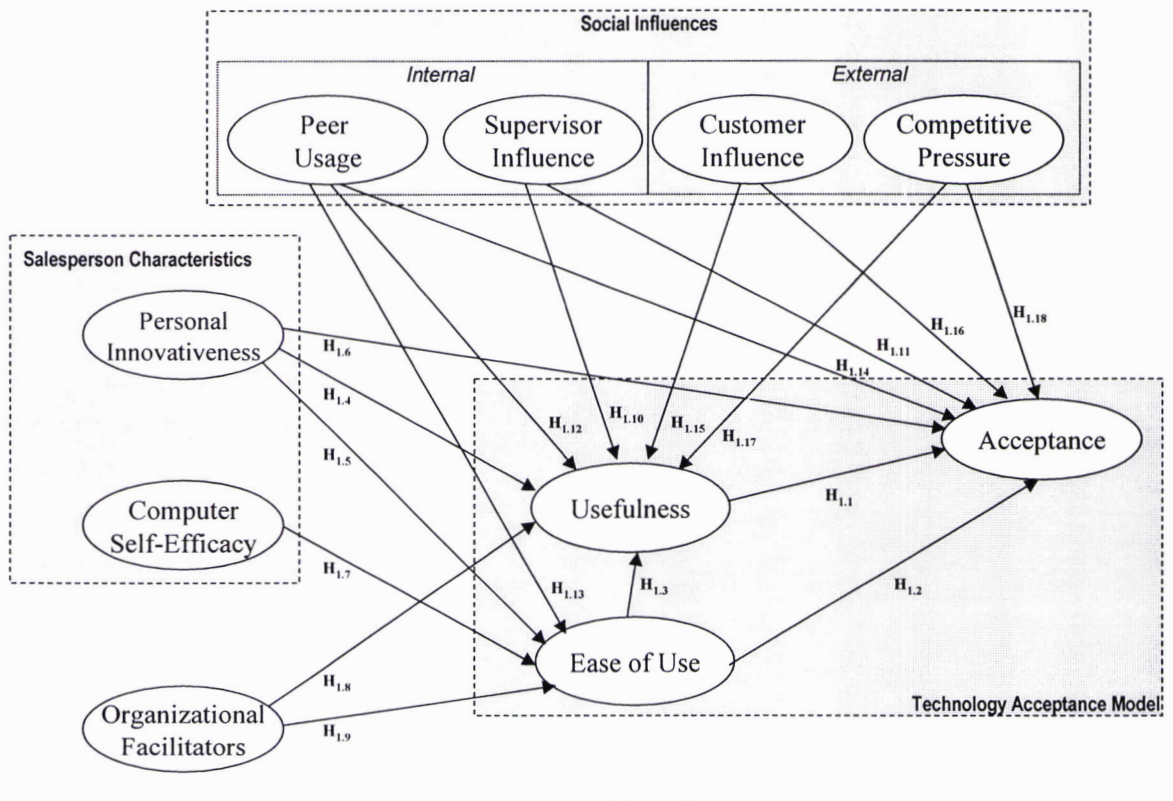 Social Influences
Internal
External
Peer
Usage
Supervisor
Influence
Customer
Influence
Competitive
Pressure
Salesperson Characteristics
Personal
Innovativeness
Computer
Self-Efficacy
Organizational
Facilitators
H1.6
H1.4
H1.5
H1.7
H1.8
H1.9
H1.18
H1.16
H1.11
H1.14
H1.12
H1.10
H1.15
H1.17
Acceptance
Usefulness
H1.1
H1.13
H1.3
H1.2
Ease of Use
Technology Acceptance Model